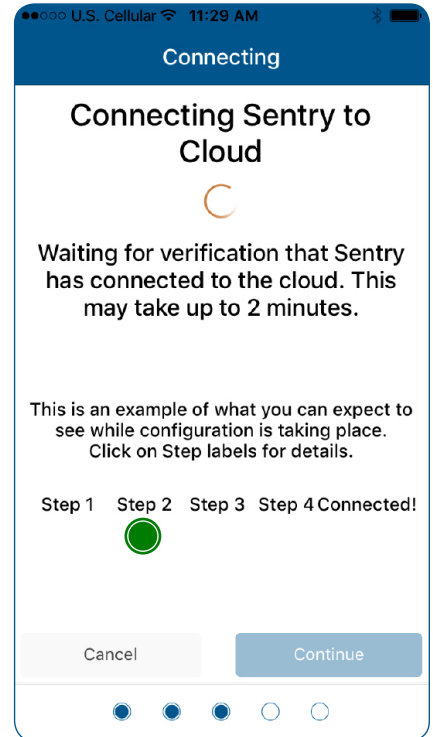 U.S. Cellular 11:29 AM
Connecting
Connecting Sentry to
Cloud
Waiting for verification that Sentry
has connected to the cloud. This
may take up to 2 minutes.
This is an example of what you can expect to
see while configuration is taking place.
Click on Step labels for details.
Step 1 Step 2 Step 3 Step 4 Connected!
Cancel Continue